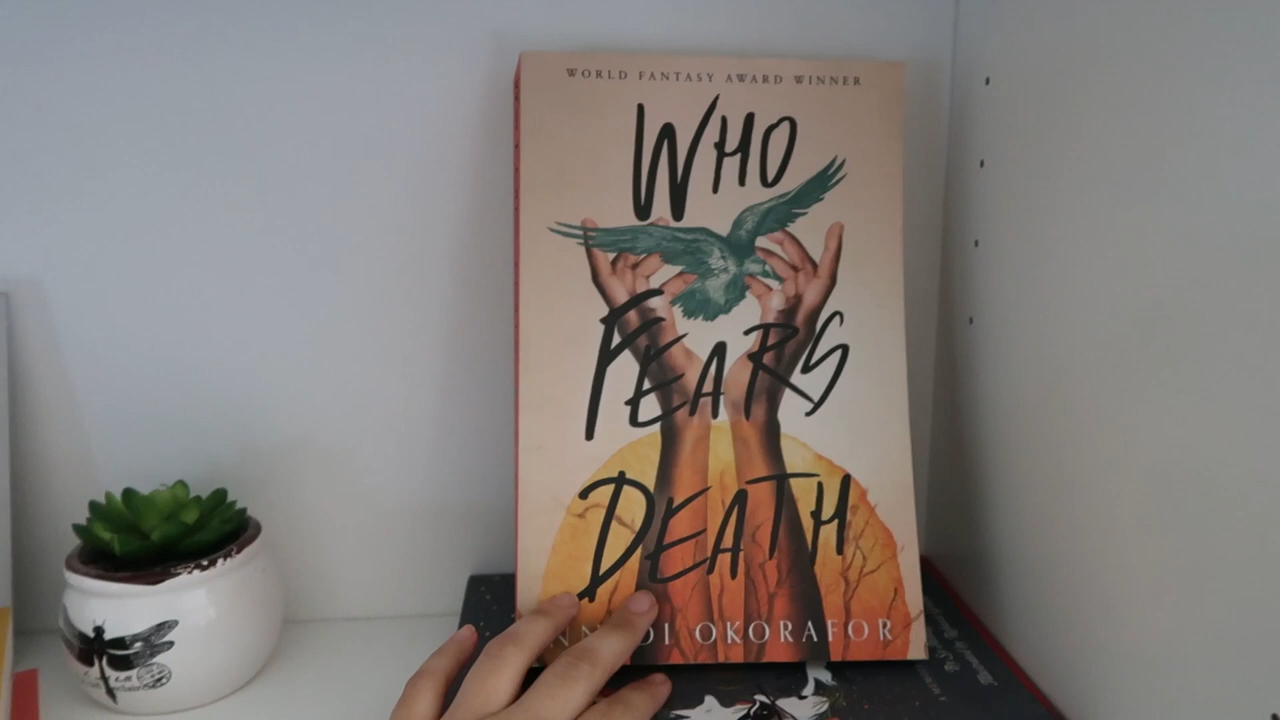 WORLD FANTASY AWARD WINNER
WHO
FEARS
DEATH
OKORAFOR